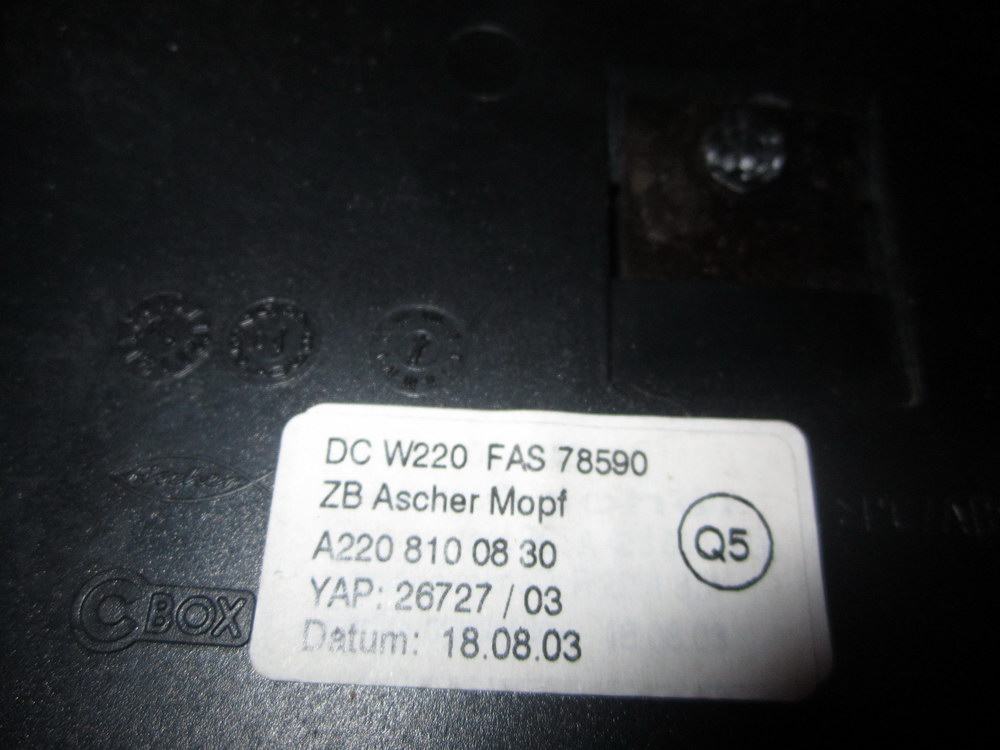 DC W220 FAS 78590
ZB Ascher Mopf
A220 810 08 30
YAP: 26727 / 03
Datum: 18.08.03
Q5
fischer
C BOX